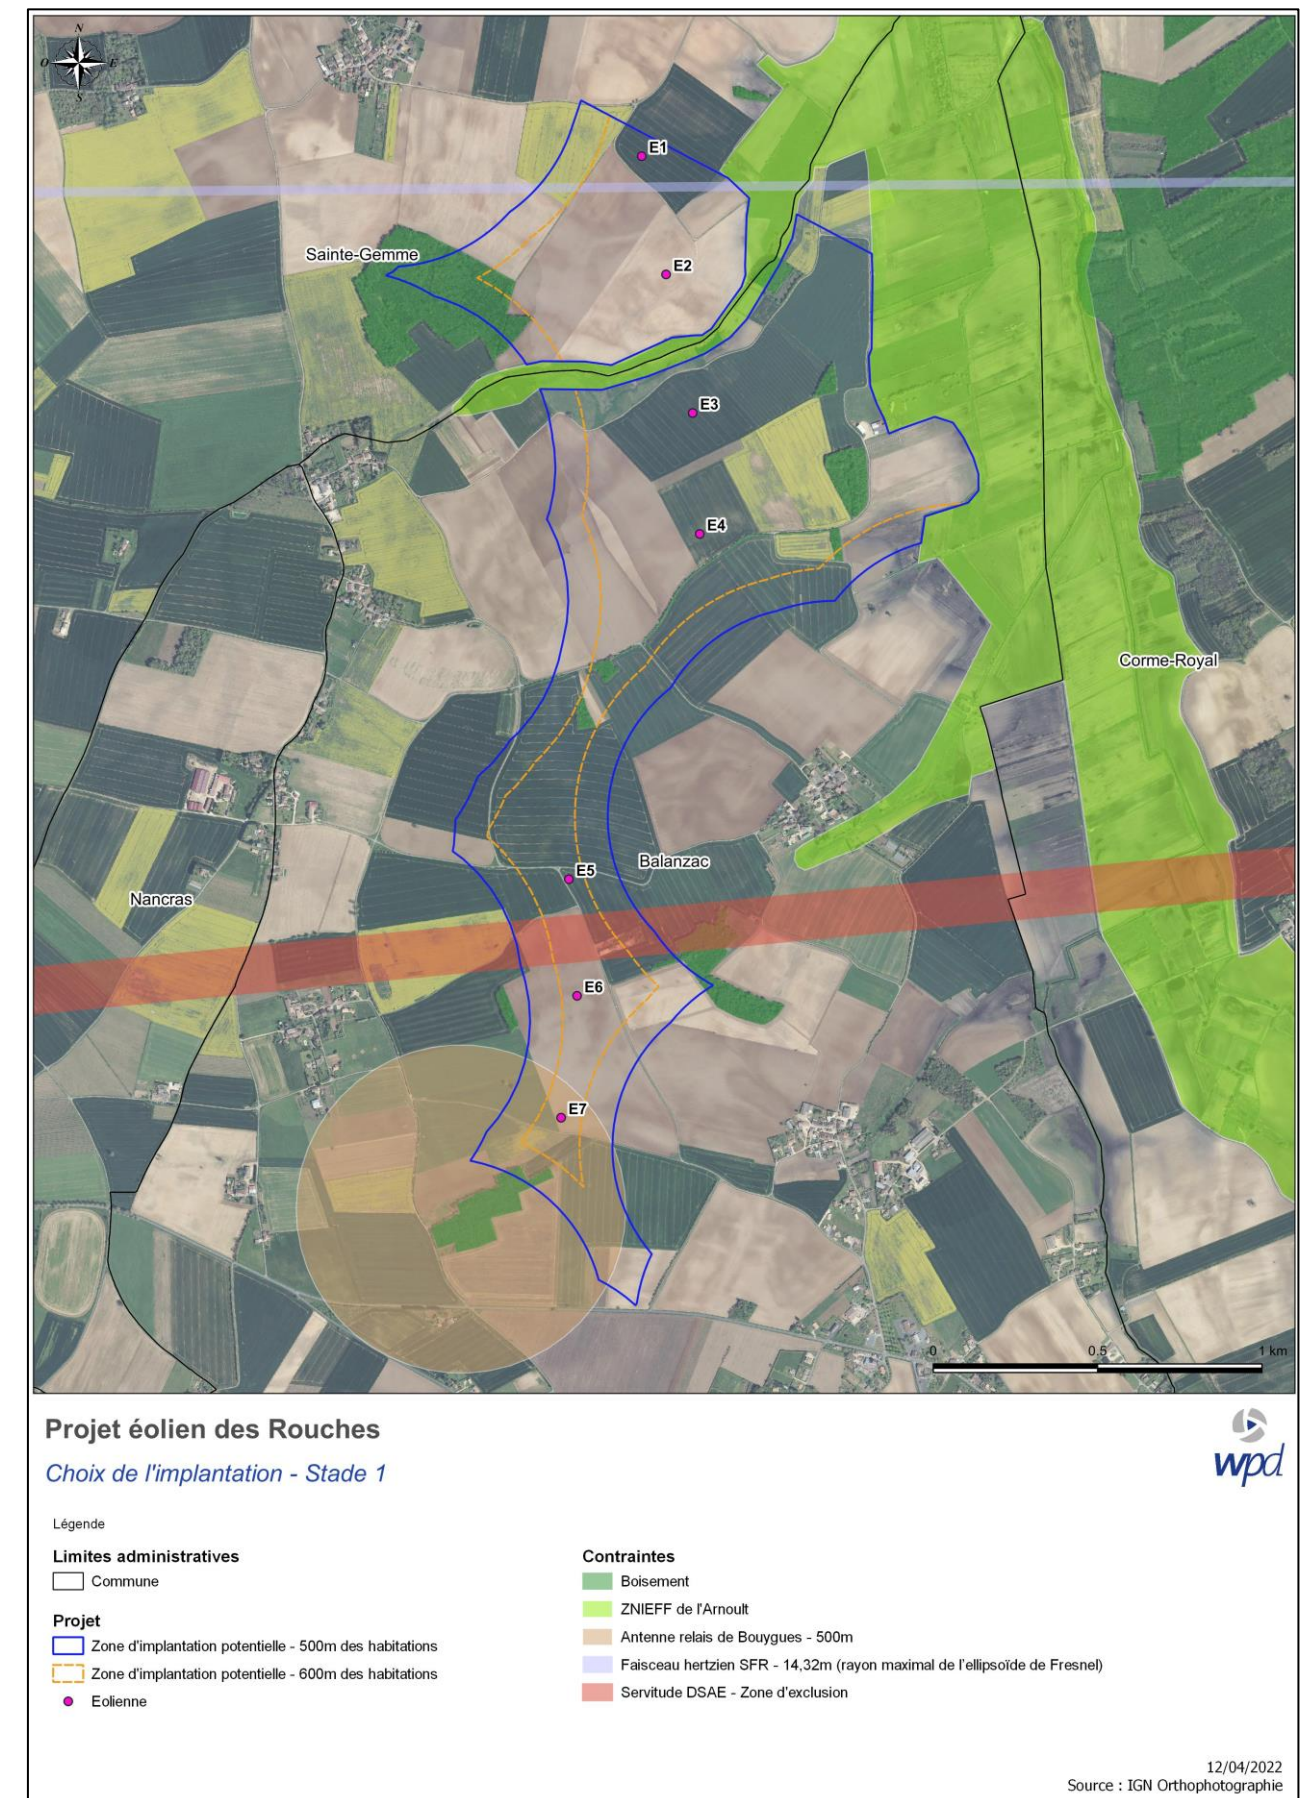 N
O
E
S
E1
Sainte-Gemme
E2
E3
E4
Corme-Royal
Balanzac
E5
Nancras
E6
E7
0 0.5 1 km
Projet éolien des Rouches
Choix de l'implantation - Stade 1
wpd
Légende
Limites administratives
Commune
Projet
Zone d'implantation potentielle - 500m des habitations
Zone d'implantation potentielle - 600m des habitations
Eolienne
Contraintes
Boisement
ZNIEFF de l'Arnoult
Antenne relais de Bouygues - 500m
Faisceau hertzien SFR - 14,32m (rayon maximal de l'ellipsoïde de Fresnel)
Servitude DSAE - Zone d'exclusion
12/04/2022
Source : IGN Orthophotographie